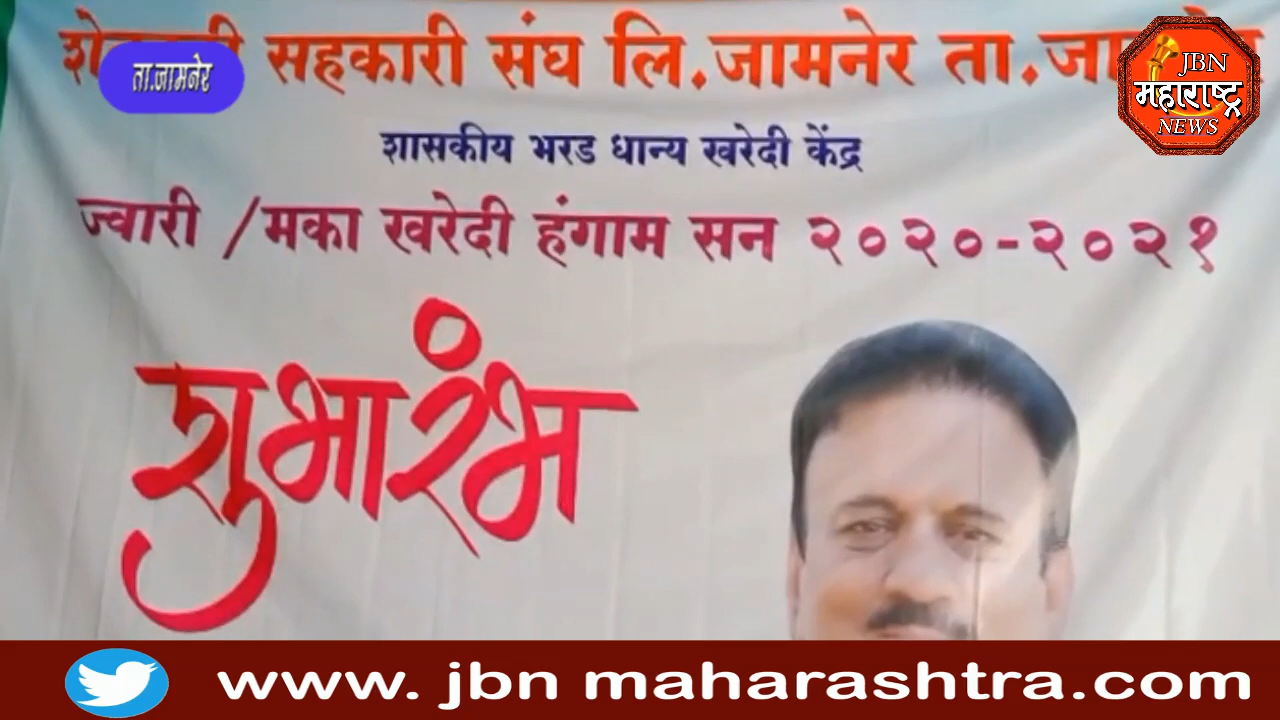 सहकारी संघ लि.जामनेर ता.
ता.जामनेर
JBN
महाराष्ट्र
NEWS
शासकीय भरड धान्य खरेदी केंद्र
ज्वारी /मका खरेदी हंगाम सन २०२०-२०२१
शुभारंभ
www. jbn maharashtra.com